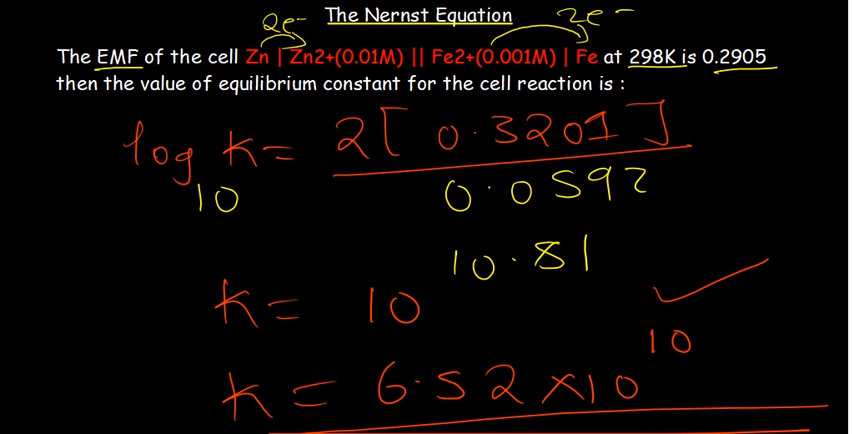 The Nernst Equation
2e- 2e-
The EMF of the cell Zn | Zn2+(0.01M) || Fe2+(0.001M) | Fe at 298K is 0.2905
then the value of equilibrium constant for the cell reaction is :
log10 K = 2[0.3201]
0.0592
10.81
K = 10
10
K = 6.52×10